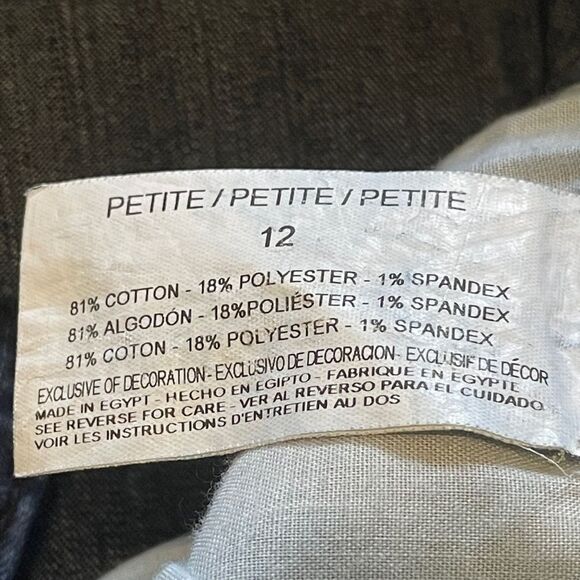 PETITE / PETITE / PETITE
12
81% COTTON - 18% POLYESTER - 1% SPANDEX
81% ALGODÓN - 18% POLIÉSTER - 1% SPANDEX
81% COTON - 18% POLYESTER - 1% SPANDEX
EXCLUSIVE OF DECORATION- EXCLUSIVO DE DECORACION- EXCLUSIF DE DÉCOR
MADE IN EGYPT - HECHO EN EGIPTO - FABRIQUE EN EGYPTE
SEE REVERSE FOR CARE - VER AL REVERSO PARA EL CUIDADO
VOIR LES INSTRUCTIONS D'ENTRETIEN AU DOS